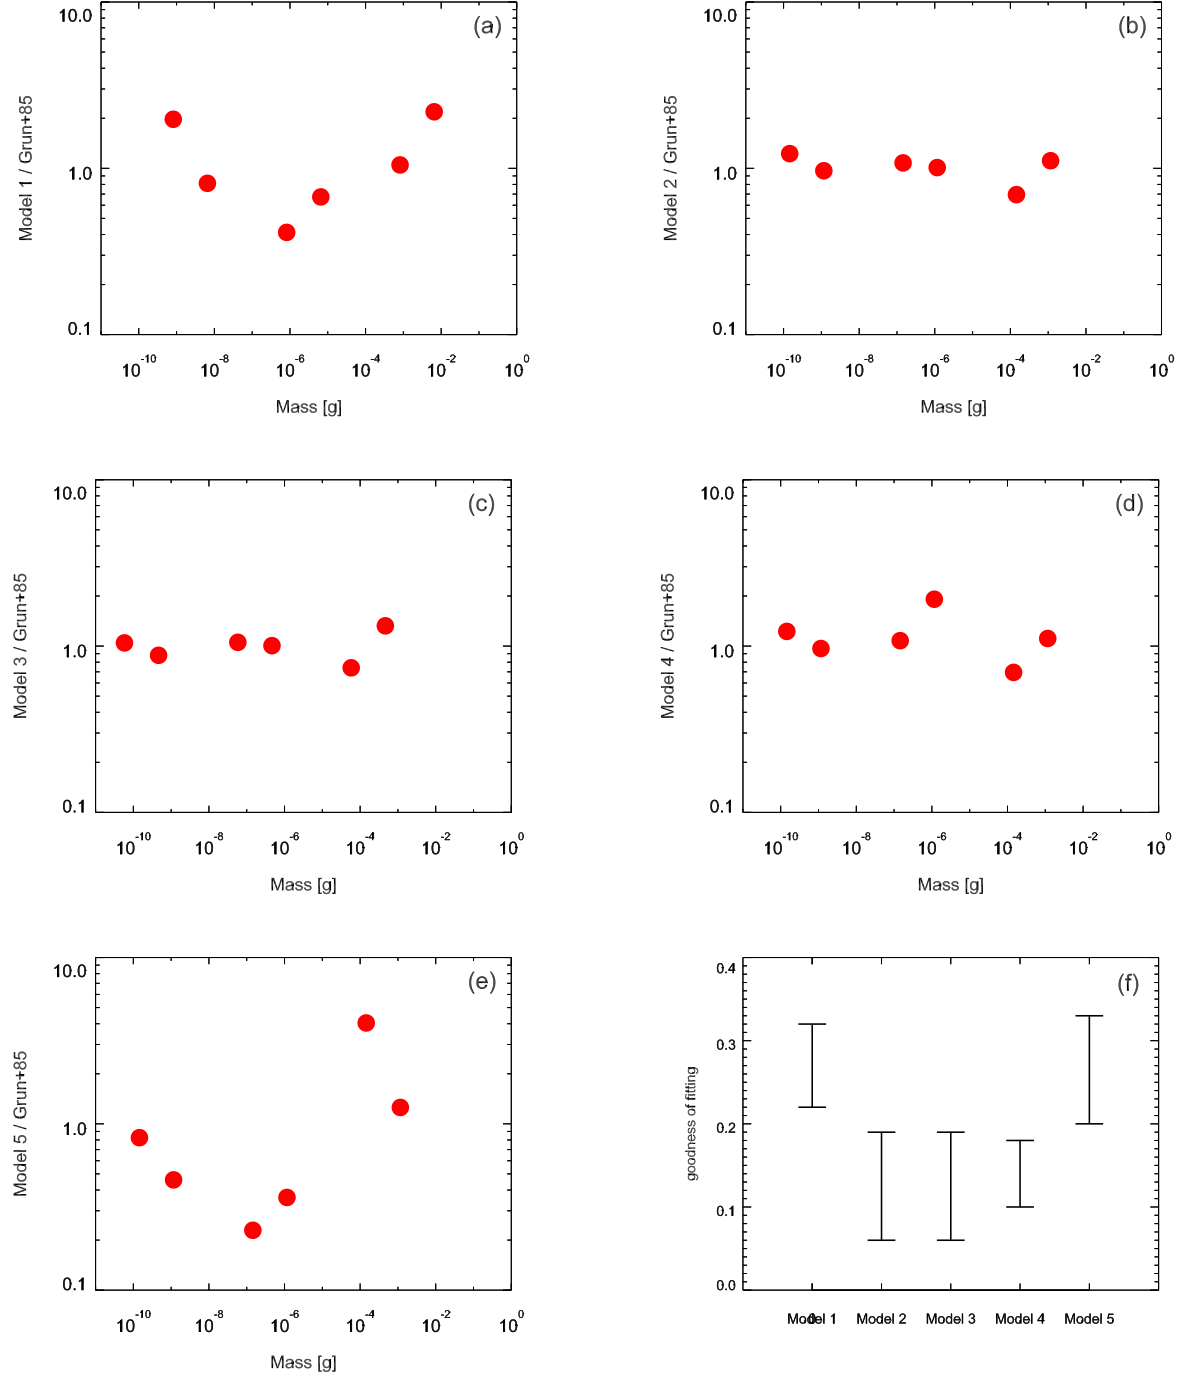 10.0
(a)
Model 1 / Grun+85
1.0
0.1
10^-10 10^-8 10^-6 10^-4 10^-2 10^0
Mass [g]
10.0
(b)
Model 2 / Grun+85
1.0
0.1
10^-10 10^-8 10^-6 10^-4 10^-2 10^0
Mass [g]
10.0
(c)
Model 3 / Grun+85
1.0
0.1
10^-10 10^-8 10^-6 10^-4 10^-2 10^0
Mass [g]
10.0
(d)
Model 4 / Grun+85
1.0
0.1
10^-10 10^-8 10^-6 10^-4 10^-2 10^0
Mass [g]
10.0
(e)
Model 5 / Grun+85
1.0
0.1
10^-10 10^-8 10^-6 10^-4 10^-2 10^0
Mass [g]
0.4
(f)
0.3
goodness of fitting
0.2
0.1
0.0
0
Model 1 Model 2 Model 3 Model 4 Model 5